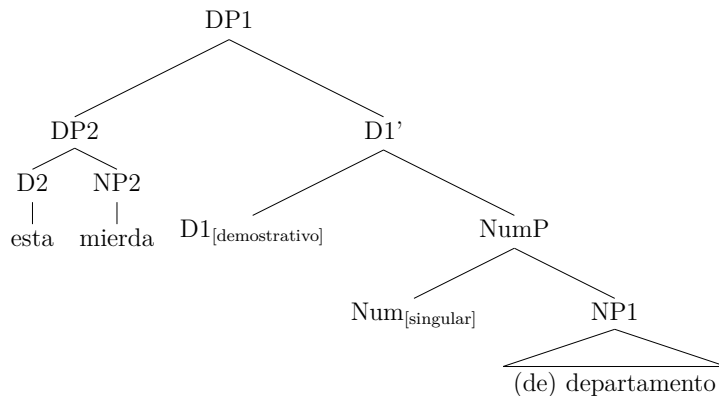 DP1
DP2 D1'
D2 NP2
esta mierda D1[demostrativo] NumP
Num[singular] NP1
(de) departamento